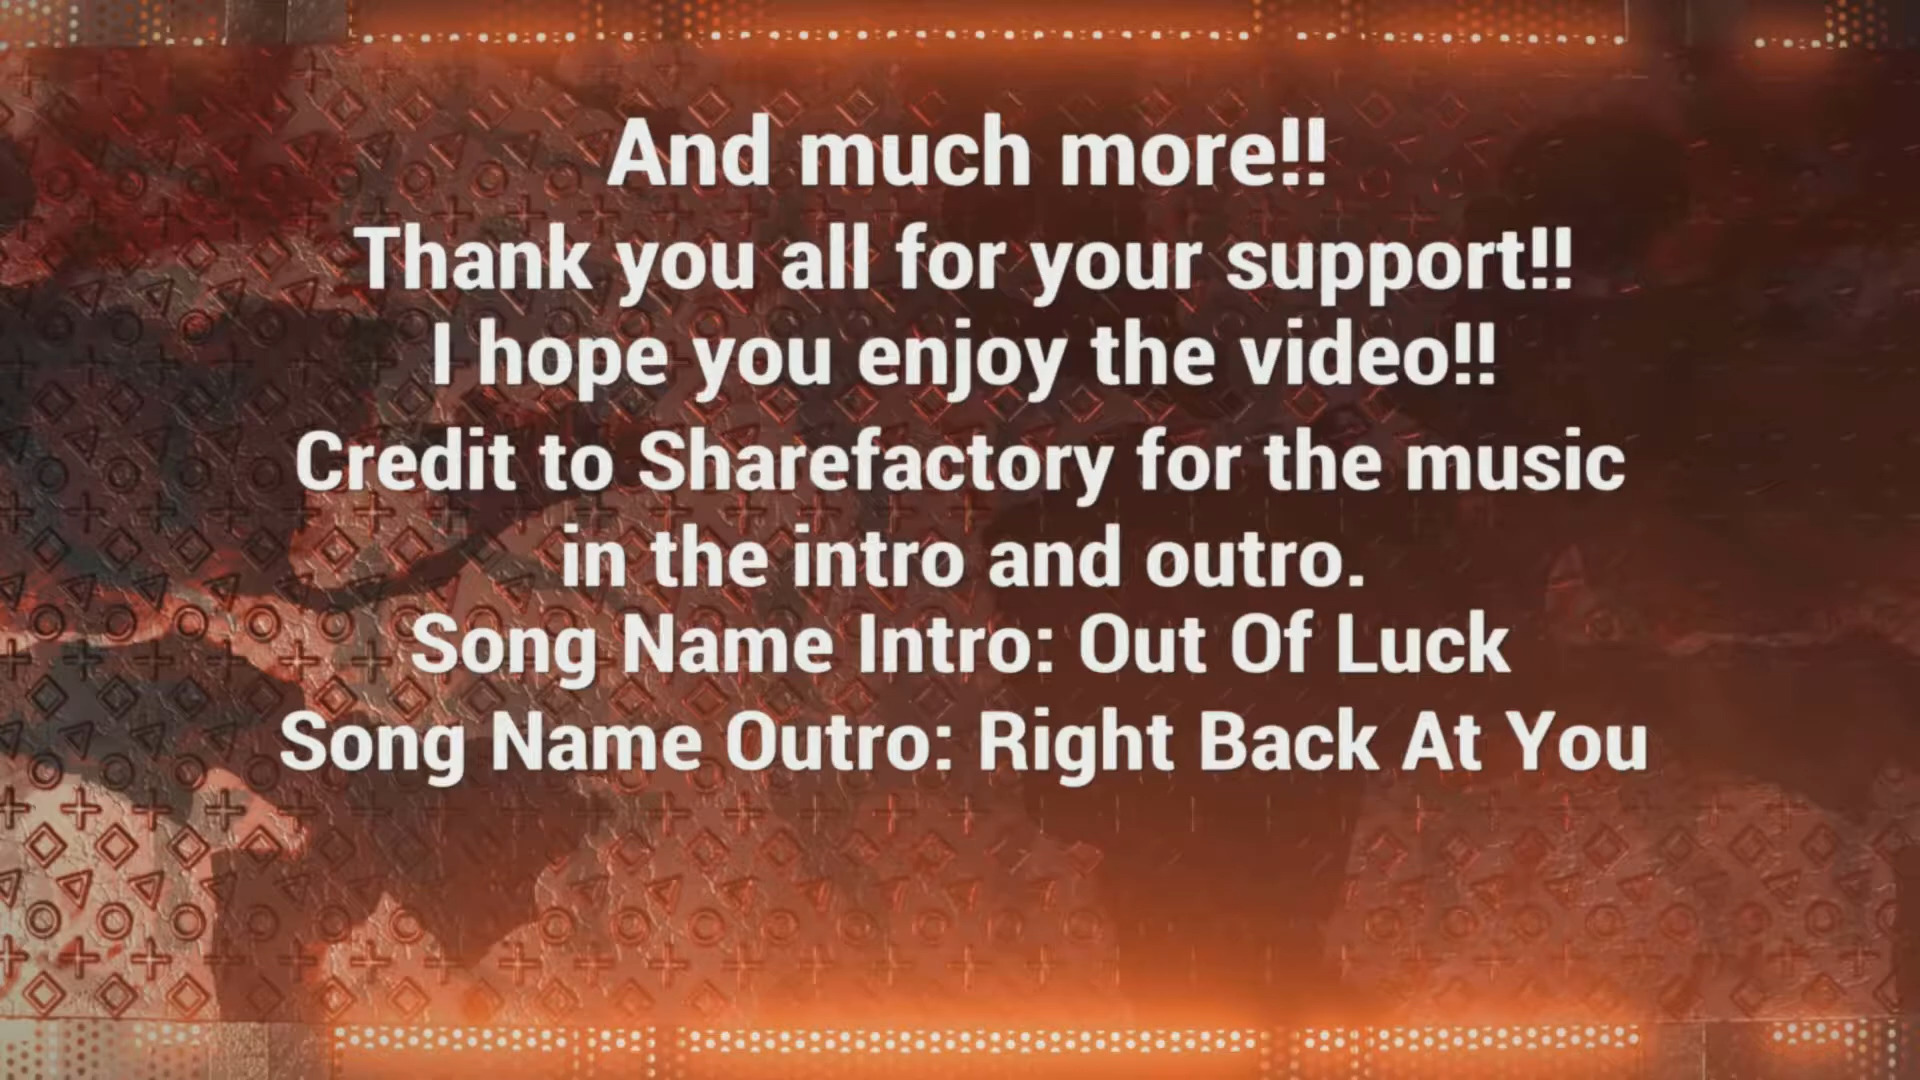 And much more!!
Thank you all for your support!!
I hope you enjoy the video!!
Credit to Sharefactory for the music
in the intro and outro.
Song Name Intro: Out Of Luck
Song Name Outro: Right Back At You